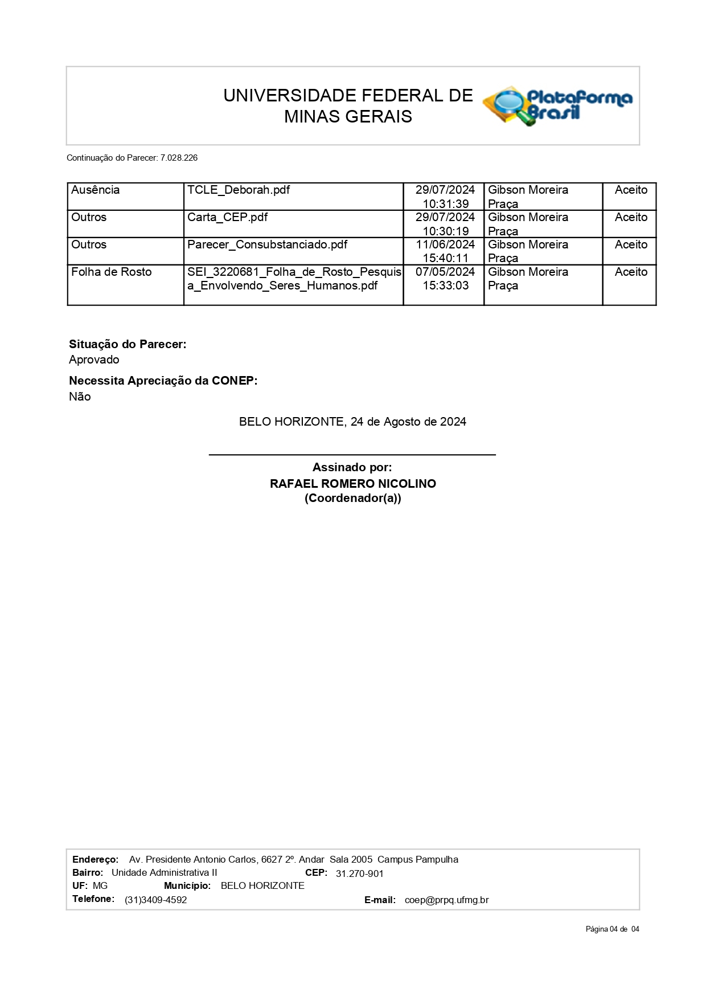 UNIVERSIDADE FEDERAL DE
MINAS GERAIS
Plataforma
Brasil
Continuação do Parecer: 7.028.226
Ausência TCLE_Deborah.pdf 29/07/2024 Gibson Moreira Aceito
10:31:39 Praça
Outros Carta_CEP.pdf 29/07/2024 Gibson Moreira Aceito
10:30:19 Praça
Outros Parecer_Consubstanciado.pdf 11/06/2024 Gibson Moreira Aceito
15:40:11 Praça
Folha de Rosto SEI_3220681_Folha_de_Rosto_Pesquis 07/05/2024 Gibson Moreira Aceito
a_Envolvendo_Seres_Humanos.pdf 15:33:03 Praça
Situação do Parecer:
Aprovado
Necessita Apreciação da CONEP:
Não
BELO HORIZONTE, 24 de Agosto de 2024
Assinado por:
RAFAEL ROMERO NICOLINO
(Coordenador(a))
Endereço: Av. Presidente Antonio Carlos, 6627 2º. Andar Sala 2005 Campus Pampulha
Bairro: Unidade Administrativa II CEP: 31.270-901
UF: MG Município: BELO HORIZONTE
Telefone: (31)3409-4592 E-mail: coep@prpq.ufmg.br
Página 04 de 04